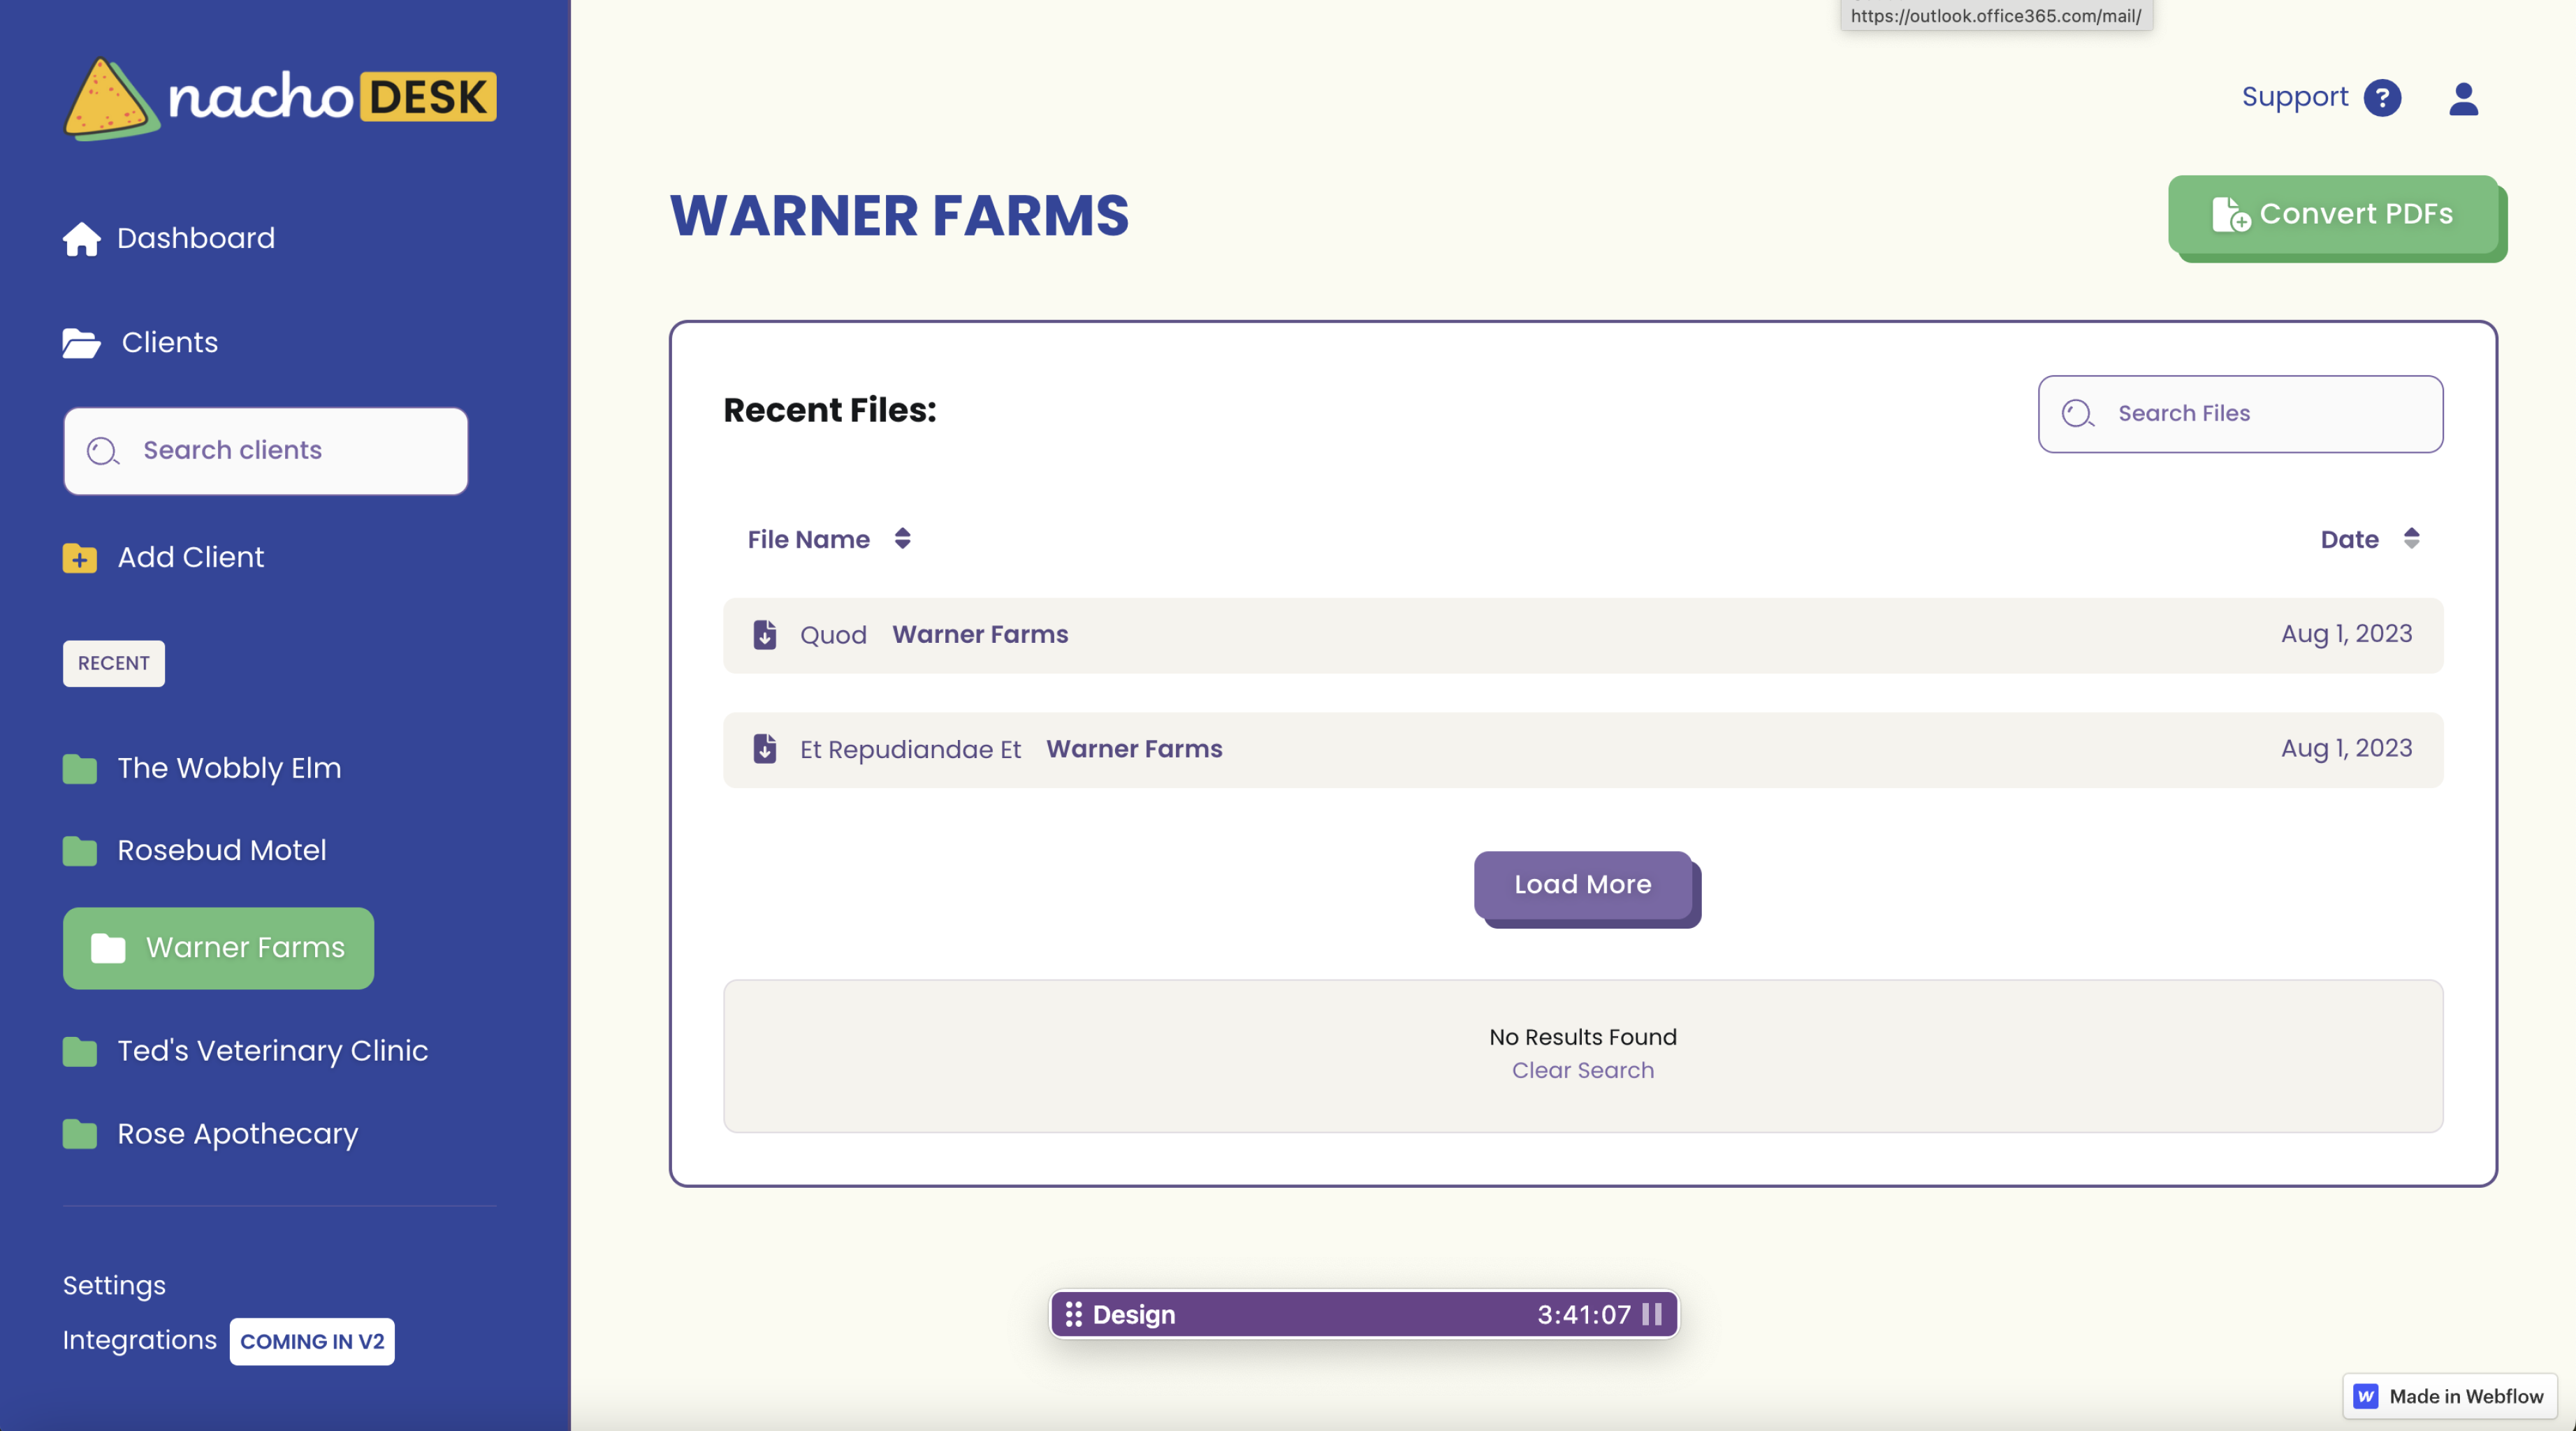 https://outlook.office365.com/mail/
nacho DESK
Support ?
Dashboard
Clients
Search clients
Add Client
RECENT
The Wobbly Elm
Rosebud Motel
Warner Farms
Ted's Veterinary Clinic
Rose Apothecary
Settings
Integrations COMING IN V2
WARNER FARMS
Convert PDFs
Recent Files:
Search Files
File Name Date
Quod Warner Farms Aug 1, 2023
Et Repudiandae Et Warner Farms Aug 1, 2023
Load More
No Results Found
Clear Search
Design 3:41:07
W Made in Webflow